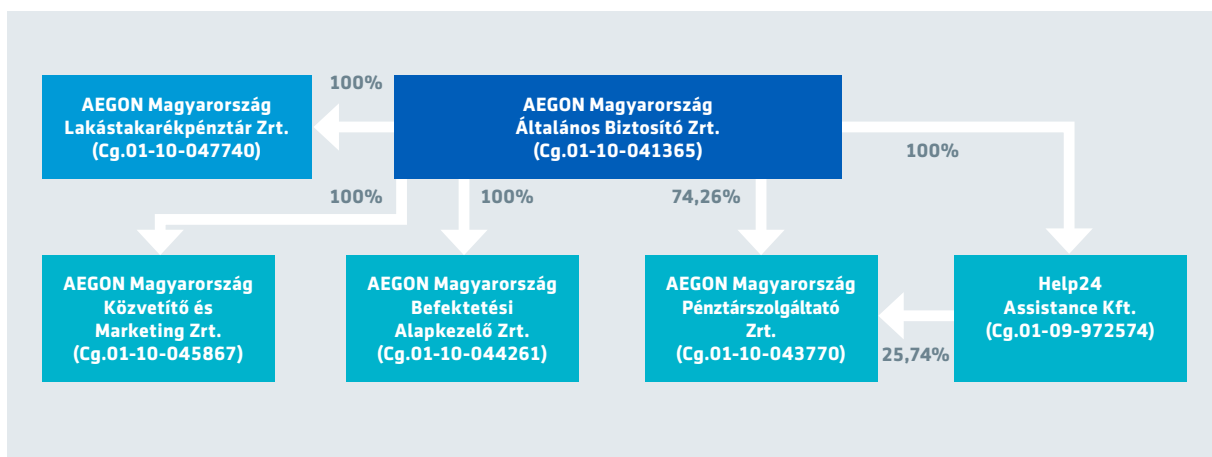 100%
AEGON Magyarország
Lakástakarékpénztár Zrt.
(Cg.01-10-047740)
AEGON Magyarország
Általános Biztosító Zrt.
(Cg.01-10-041365)
100%
100%
100%
74,26%
AEGON Magyarország
Közvetítő és
Marketing Zrt.
(Cg.01-10-045867)
AEGON Magyarország
Befektetési
Alapkezelő Zrt.
(Cg.01-10-044261)
AEGON Magyarország
Pénztárszolgáltató
Zrt.
(Cg.01-10-043770)
25,74%
Help24
Assistance Kft.
(Cg.01-09-972574)